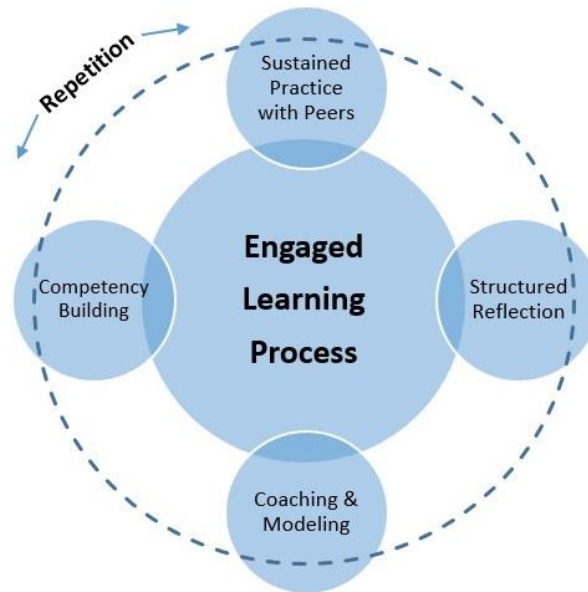 Repetition
Sustained
Practice
with Peers
Engaged
Learning
Process
Competency
Building
Structured
Reflection
Coaching &
Modeling